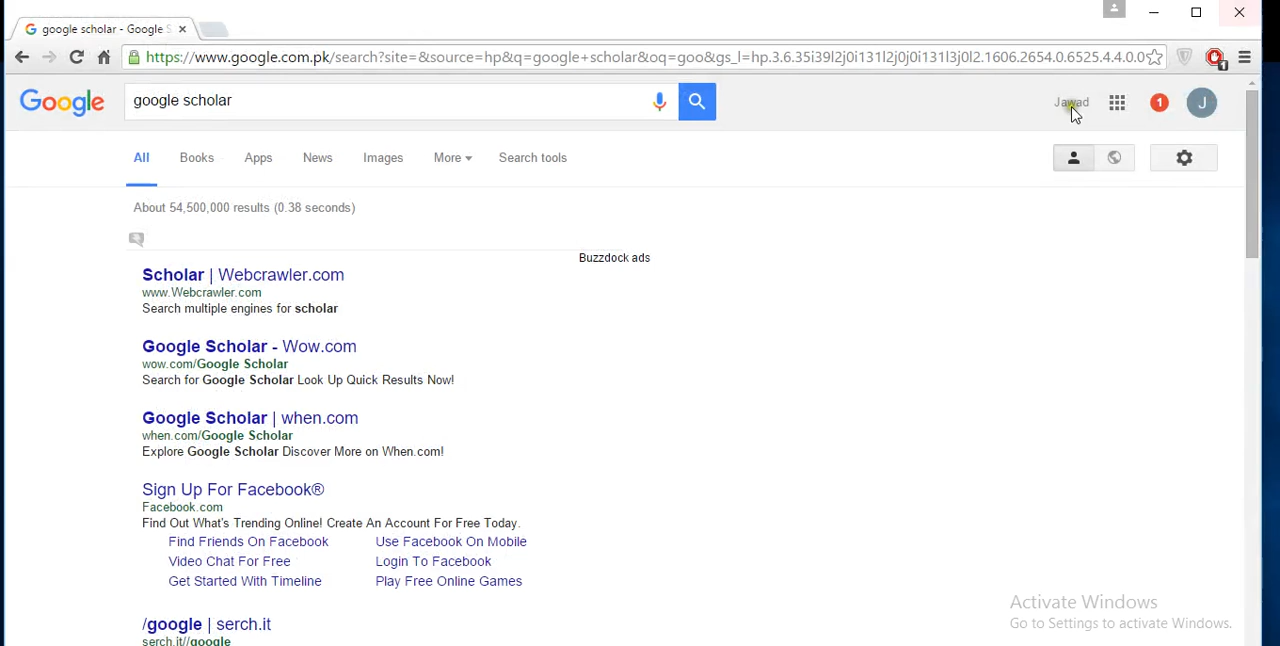 google scholar - Google S
https://www.google.com.pk/search?site=&source=hp&q=google+scholar&oq=goo&gs_l=hp.3.6.35i39l2j0i131l2j0j0i131l3j0l2.1606.2654.0.6525.4.4.0.0
1
Google
google scholar
Jawad
1
J
All Books Apps News Images More Search tools
About 54,500,000 results (0.38 seconds)
Buzzdock ads
Scholar | Webcrawler.com
www.Webcrawler.com
Search multiple engines for scholar
Google Scholar - Wow.com
wow.com/Google Scholar
Search for Google Scholar Look Up Quick Results Now!
Google Scholar | when.com
when.com/Google Scholar
Explore Google Scholar Discover More on When.com!
Sign Up For Facebook®
Facebook.com
Find Out What's Trending Online! Create An Account For Free Today.
Find Friends On Facebook Use Facebook On Mobile
Video Chat For Free Login To Facebook
Get Started With Timeline Play Free Online Games
/google | serch.it
serch.it//google
Activate Windows
Go to Settings to activate Windows.